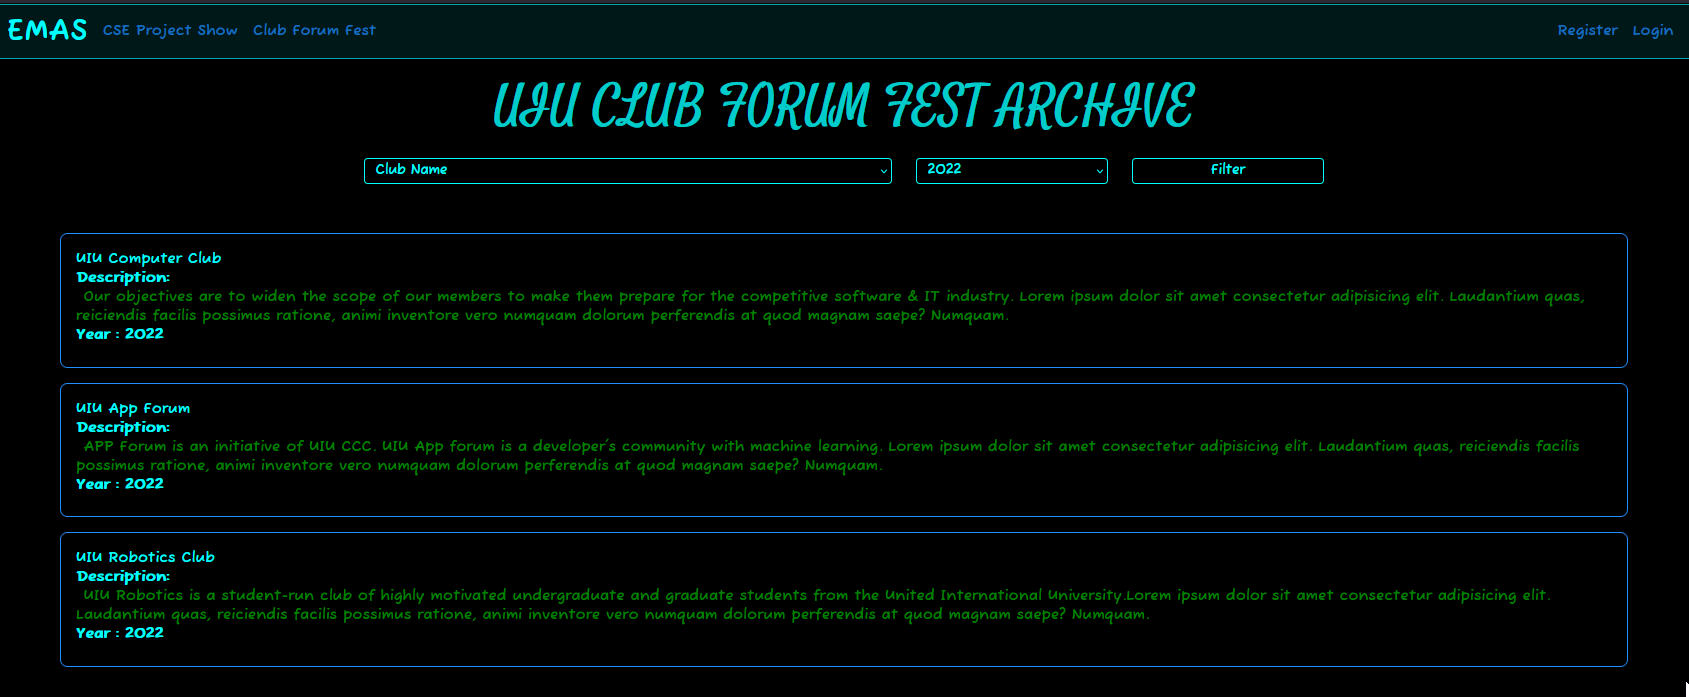 EMAS CSE Project Show Club Forum Fest Register Login
UIU CLUB FORUM FEST ARCHIVE
Club Name 2022 Filter
UIU Computer Club
Description:
Our objectives are to widen the scope of our members to make them prepare for the competitive software & IT industry. Lorem ipsum dolor sit amet consectetur adipisicing elit. Laudantium quas,
reiciendis facilis possimus ratione, animi inventore vero numquam dolorum perferendis at quod magnam saepe? Numquam.
Year : 2022
UIU App Forum
Description:
APP Forum is an initiative of UIU CCC. UIU App forum is a developer's community with machine learning. Lorem ipsum dolor sit amet consectetur adipisicing elit. Laudantium quas, reiciendis facilis
possimus ratione, animi inventore vero numquam dolorum perferendis at quod magnam saepe? Numquam.
Year : 2022
UIU Robotics Club
Description:
UIU Robotics is a student-run club of highly motivated undergraduate and graduate students from the United International University.Lorem ipsum dolor sit amet consectetur adipisicing elit.
Laudantium quas, reiciendis facilis possimus ratione, animi inventore vero numquam dolorum perferendis at quod magnam saepe? Numquam.
Year : 2022